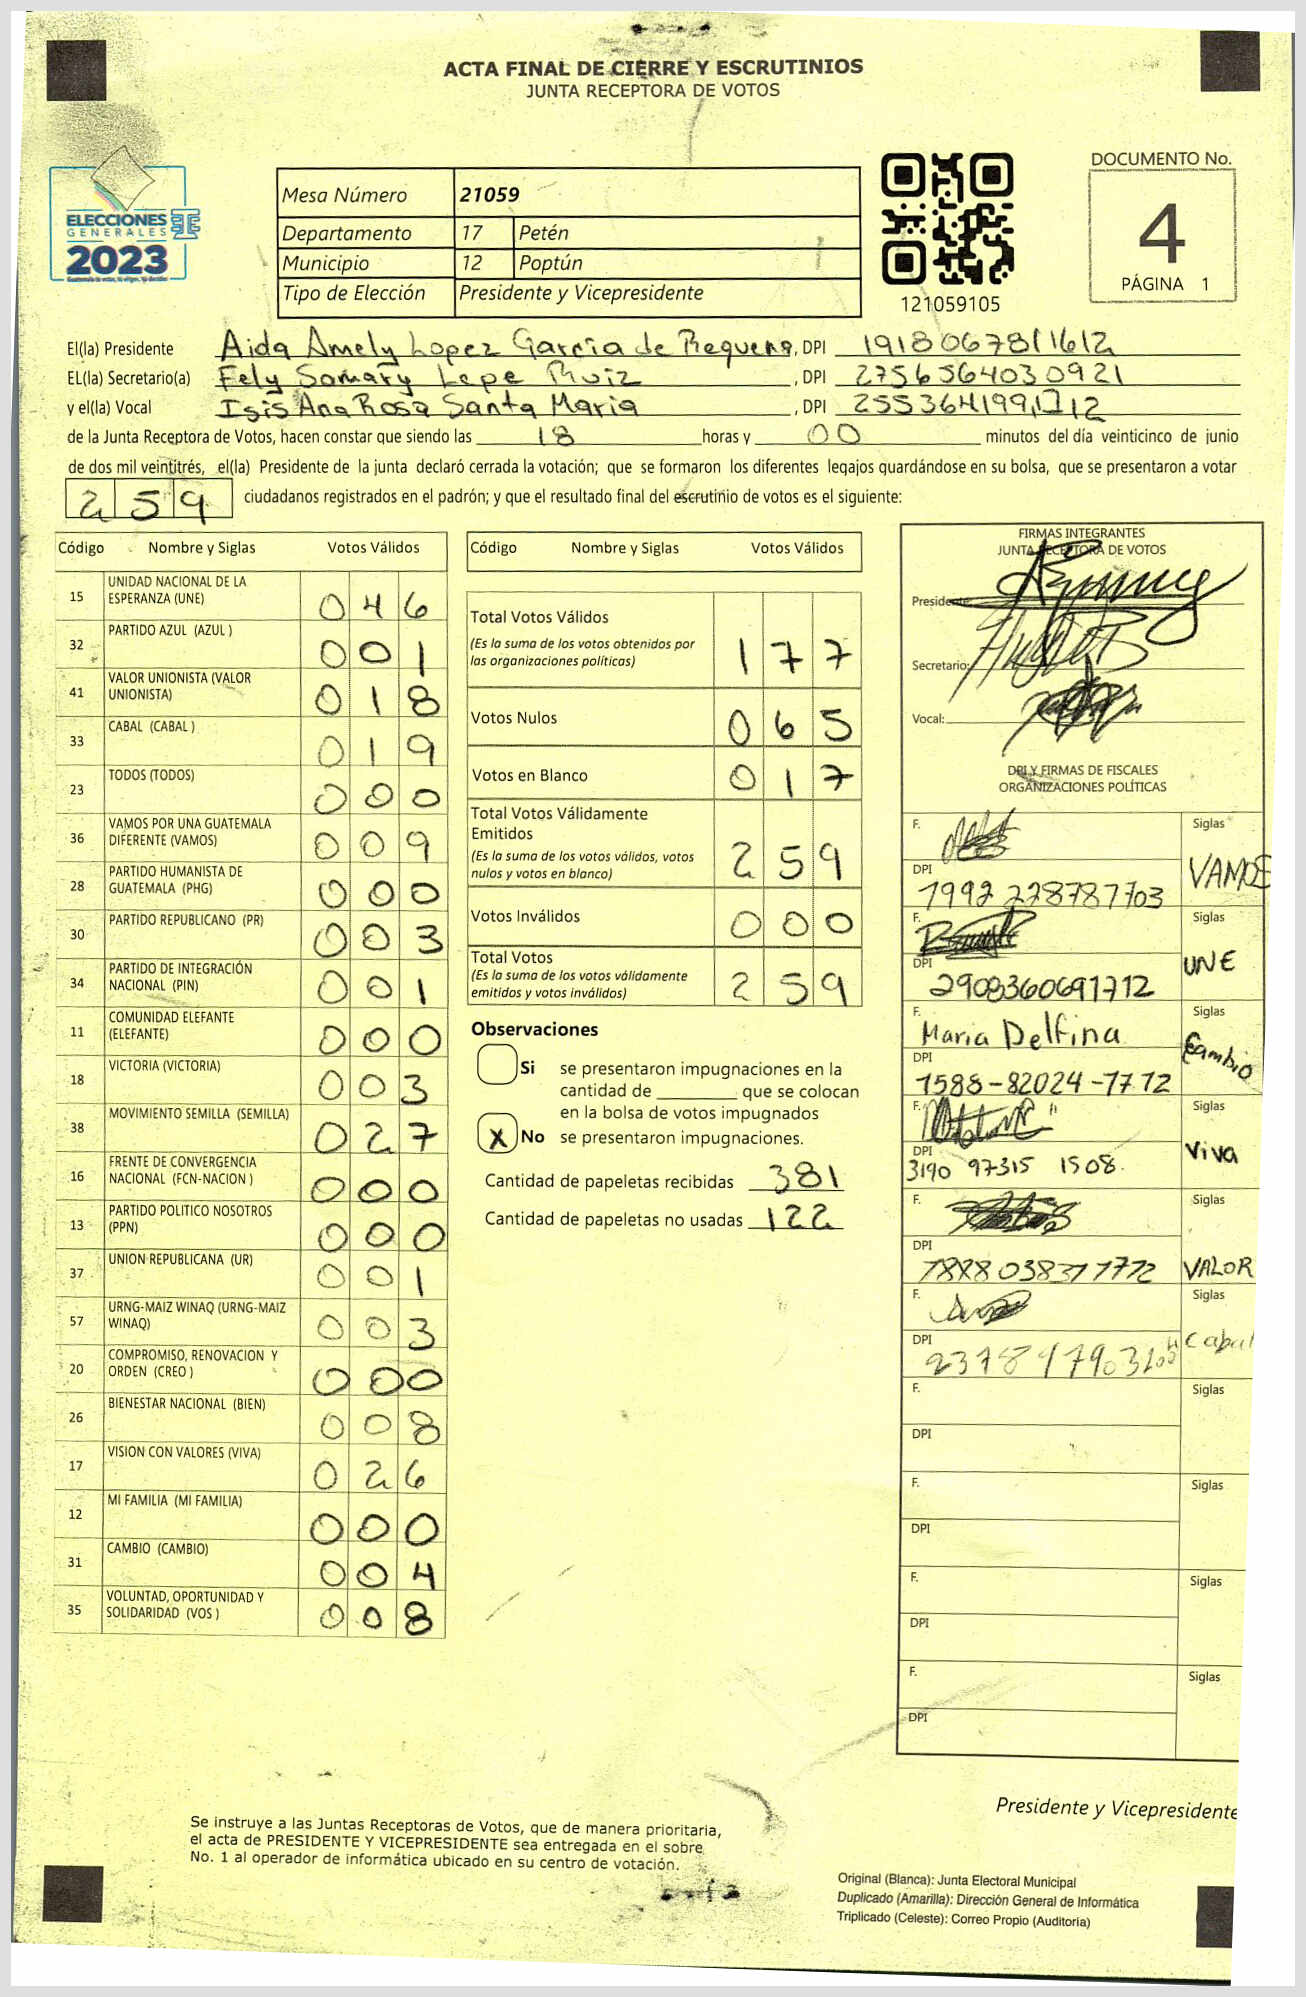 ACTA FINAL DE CIERRE Y ESCRUTINIOS
JUNTA RECEPTORA DE VOTOS
ELECCIONES
GENERALES
2023
Mesa Número 21059
Departamento 17 Petén
Municipio 12 Poptún
Tipo de Elección Presidente y Vicepresidente
121059105
DOCUMENTO No.
4
PÁGINA 1
El(la) Presidente Aida Amely Lopez García de Requena, DPI 1918067811612
EL(la) Secretario(a) Fely Somary Lepe Ruiz , DPI 2756564030921
y el(la) Vocal Isis Ana Rosa Santa Maria , DPI
de la Junta Receptora de Votos, hacen constar que siendo las 18 horas y 00 minutos del día veinticinco de junio
de dos mil veintitrés, el(la) Presidente de la junta declaró cerrada la votación; que se formaron los diferentes legajos guardándose en su bolsa, que se presentaron a votar
259 ciudadanos registrados en el padrón; y que el resultado final del escrutinio de votos es el siguiente:
Código Nombre y Siglas Votos Válidos
15 UNIDAD NACIONAL DE LA ESPERANZA (UNE) 046
32 PARTIDO AZUL (AZUL ) 001
41 VALOR UNIONISTA (VALOR UNIONISTA) 018
33 CABAL (CABAL ) 019
23 TODOS (TODOS) 000
36 VAMOS POR UNA GUATEMALA DIFERENTE (VAMOS) 009
28 PARTIDO HUMANISTA DE GUATEMALA (PHG) 000
30 PARTIDO REPUBLICANO (PR) 003
34 PARTIDO DE INTEGRACIÓN NACIONAL (PIN) 001
11 COMUNIDAD ELEFANTE (ELEFANTE) 000
18 VICTORIA (VICTORIA) 003
38 MOVIMIENTO SEMILLA (SEMILLA) 027
16 FRENTE DE CONVERGENCIA NACIONAL (FCN-NACION ) 000
13 PARTIDO POLITICO NOSOTROS (PPN) 000
37 UNION REPUBLICANA (UR) 001
57 URNG-MAIZ WINAQ (URNG-MAIZ WINAQ) 003
20 COMPROMISO, RENOVACION Y ORDEN (CREO ) 000
26 BIENESTAR NACIONAL (BIEN) 008
17 VISION CON VALORES (VIVA) 026
12 MI FAMILIA (MI FAMILIA) 000
31 CAMBIO (CAMBIO) 004
35 VOLUNTAD, OPORTUNIDAD Y SOLIDARIDAD (VOS ) 008
Código Nombre y Siglas Votos Válidos
Total Votos Válidos 177
(Es la suma de los votos obtenidos por
las organizaciones políticas)
Votos Nulos 065
Votos en Blanco 017
Total Votos Válidamente
Emitidos 259
(Es la suma de los votos válidos, votos
nulos y votos en blanco)
Votos Inválidos 000
Total Votos 259
(Es la suma de los votos válidamente
emitidos y votos inválidos)
Observaciones
Si se presentaron impugnaciones en la
cantidad de ________ que se colocan
en la bolsa de votos impugnados
X No se presentaron impugnaciones.
Cantidad de papeletas recibidas 381
Cantidad de papeletas no usadas 122
FIRMAS INTEGRANTES
JUNTA RECEPTORA DE VOTOS
Presidente:
Secretario:
Vocal:
DPI Y FIRMAS DE FISCALES
ORGANIZACIONES POLÍTICAS
F. Siglas
VAMOS
DPI 1992 228787703
F. Siglas
UNE
DPI 2908360691712
F. Maria Delfina Siglas
Cambio
DPI 1588-82024-1712
F. Siglas
Viva
DPI 3190 97315 1508.
F. Siglas
DPI VALOR
F. Siglas
Cabal
DPI
F. Siglas
DPI
F. Siglas
DPI
F. Siglas
DPI
F. Siglas
DPI
Presidente y Vicepresidente
Se instruye a las Juntas Receptoras de Votos, que de manera prioritaria,
el acta de PRESIDENTE Y VICEPRESIDENTE sea entregada en el sobre
No. 1 al operador de informática ubicado en su centro de votación.
Original (Blanca): Junta Electoral Municipal
Duplicado (Amarilla): Dirección General de Informática
Triplicado (Celeste): Correo Propio (Auditoría)